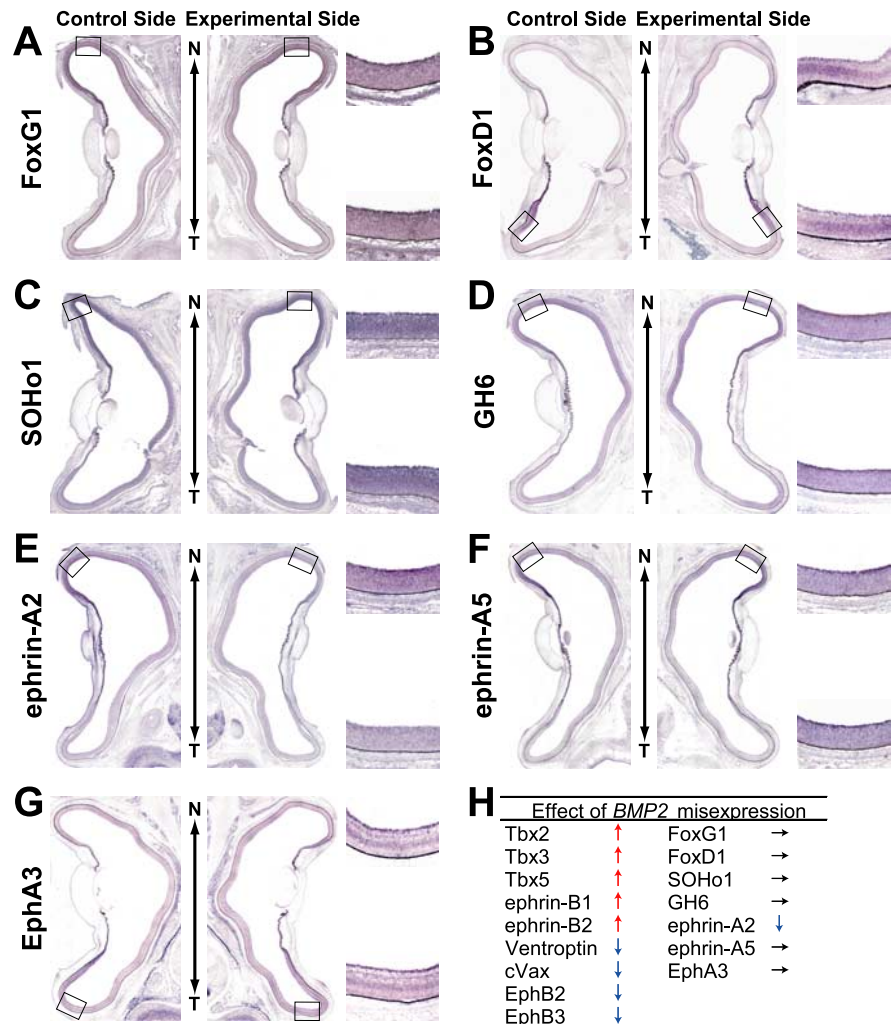 Control Side Experimental Side Control Side Experimental Side
A B
N N
FoxG1 FoxD1
T T
C D
N N
SOHo1 GH6
T T
E F
N N
ephrin-A2 ephrin-A5
T T
G H
N
EphA3
T
Effect of BMP2 misexpression
Tbx2 ↑ FoxG1 →
Tbx3 ↑ FoxD1 →
Tbx5 ↑ SOHo1 →
ephrin-B1 ↑ GH6 →
ephrin-B2 ↑ ephrin-A2 ↓
Ventroptin ↓ ephrin-A5 →
cVax ↓ EphA3 →
EphB2 ↓
EphB3 ↓